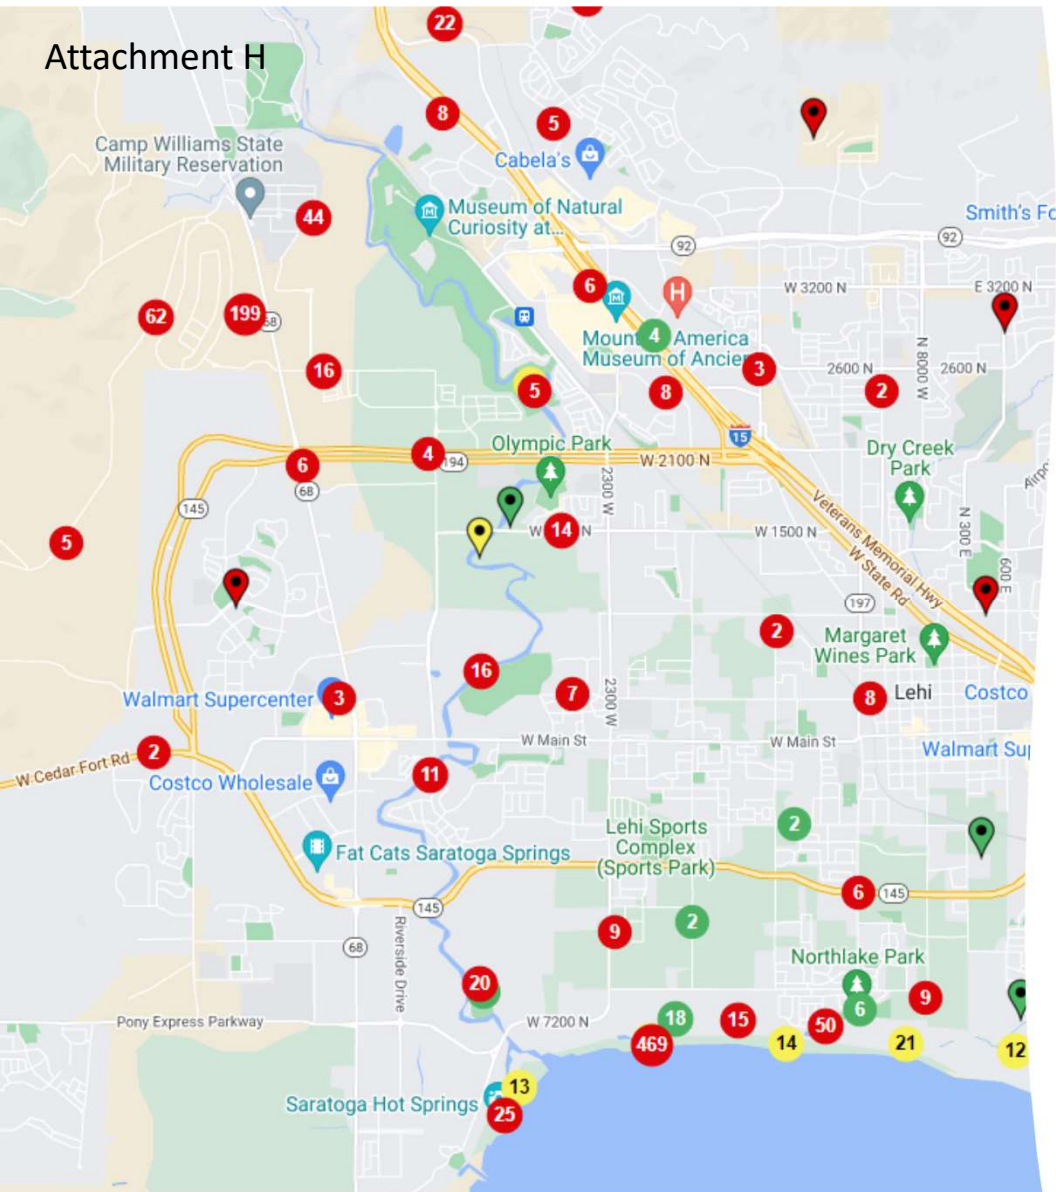 22
Attachment H
8
5
Camp Williams State
Military Reservation
Cabela's
44
Museum of Natural
Curiosity at...
Smith's Fo
92
92
6
H
W 3200 N
E 3200 N
62
199
68
4
Moun
America
Museum of Ancie
N 8000 W
16
3
2600 N
2600 N
5
8
2
15
Olympic Park
Dry Creek
Park
4
194
W 2100 N
6
68
2300 W
Airpo
145
Veterans Memorial Hwy
N 300 E
W
14
N
W 1500 N
5
W State Rd
600 E
197
2
Margaret
Wines Park
16
7
2300 W
Walmart Supercenter
3
8
Lehi
Costco
W Main St
W Main St
2
Walmart Sup
W Cedar Fort Rd
11
Costco Wholesale
2
Lehi Sports
Complex
(Sports Park)
Fat Cats Saratoga Springs
6
145
145
Riverside Drive
2
9
68
Northlake Park
20
9
6
Pony Express Parkway
W 7200 N
18
15
50
469
14
21
12
13
Saratoga Hot Springs
25